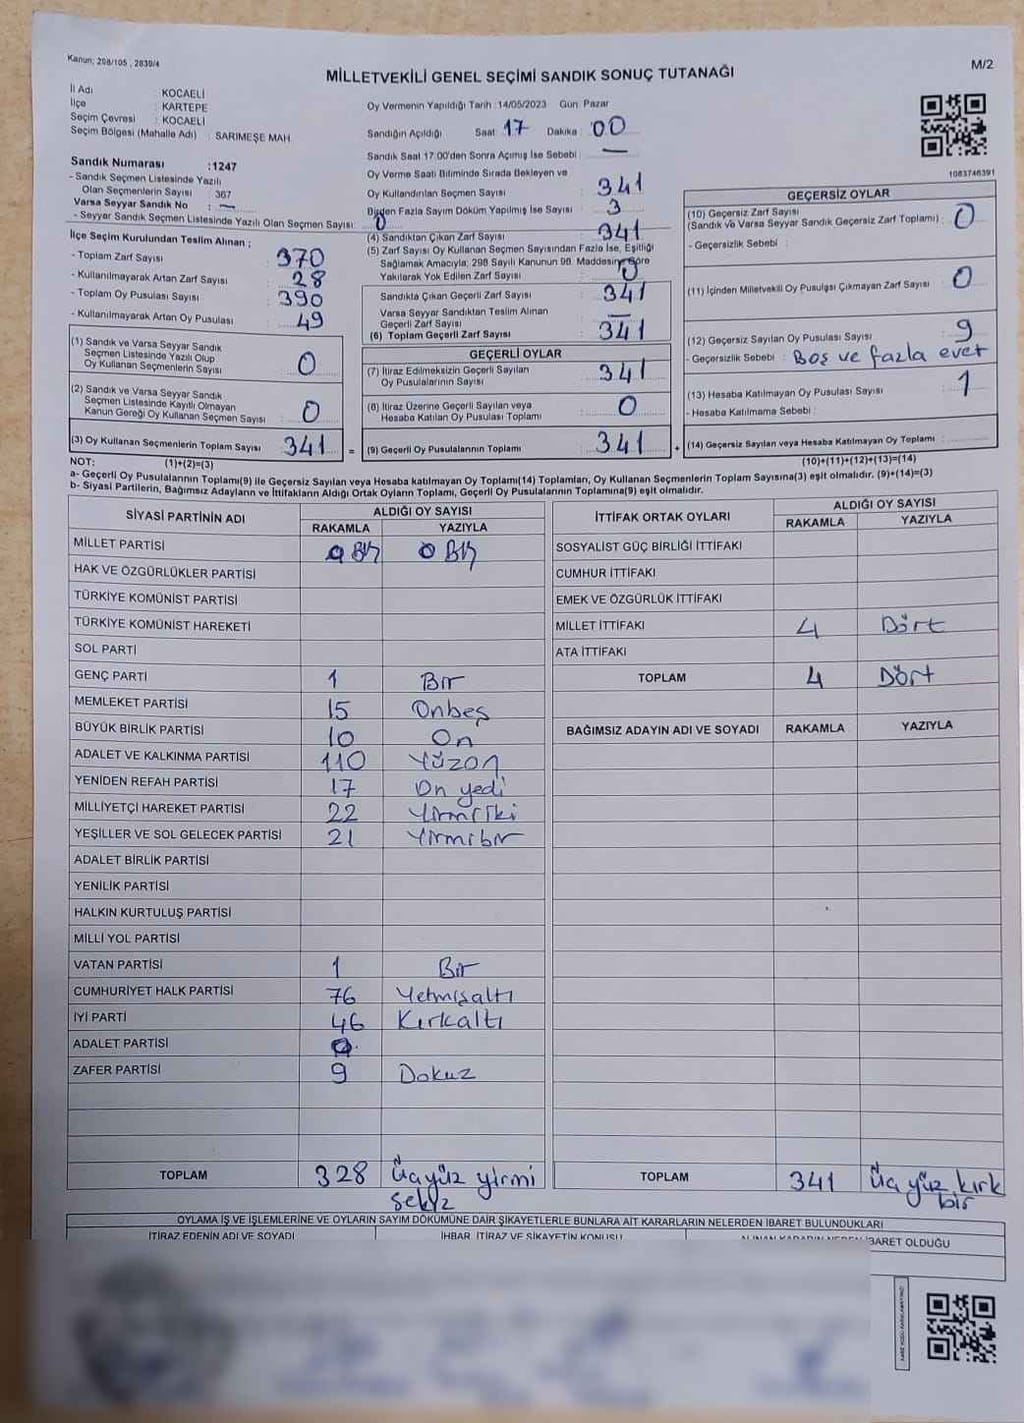 Kanun: 298/105 , 2839/4
MİLLETVEKİLİ GENEL SEÇİMİ SANDIK SONUÇ TUTANAĞI
M/2
İl Adı : KOCAELİ
İlçe : KARTEPE
Seçim Çevresi : KOCAELİ
Seçim Bölgesi (Mahalle Adı) : SARIMEŞE MAH
Sandık Numarası :1247
- Sandık Seçmen Listesinde Yazılı Olan Seçmenlerin Sayısı : 367
Varsa Seyyar Sandık No : —
- Seyyar Sandık Seçmen Listesinde Yazılı Olan Seçmen Sayısı : 0
İlçe Seçim Kurulundan Teslim Alınan ;
- Toplam Zarf Sayısı : 370
- Kullanılmayarak Artan Zarf Sayısı : 28
- Toplam Oy Pusulası Sayısı : 390
- Kullanılmayarak Artan Oy Pusulası : 49
(1) Sandık ve Varsa Seyyar Sandık
Seçmen Listesinde Yazılı Olup
Oy Kullanan Seçmenlerin Sayısı : 0
(2) Sandık ve Varsa Seyyar Sandık
Seçmen Listesinde Kayıtlı Olmayan
Kanun Gereği Oy Kullanan Seçmen Sayısı : 0
(3) Oy Kullanan Seçmenlerin Toplam Sayısı : 341
(1)+(2)=(3)
Oy Vermenin Yapıldığı Tarih : 14/05/2023 Gün: Pazar
Sandığın Açıldığı Saat : 17 Dakika : 00
Sandık Saat 17.00'den Sonra Açımış İse Sebebi : —
Oy Verme Saati Bitiminde Sırada Bekleyen ve
Oy Kullandırılan Seçmen Sayısı : 341
Birden Fazla Sayım Döküm Yapılmış İse Sayısı : 3
(4) Sandıktan Çıkan Zarf Sayısı : 341
(5) Zarf Sayısı Oy Kullanan Seçmen Sayısından Fazla İse, Eşitliği
Sağlamak Amacıyla; 298 Sayılı Kanunun 98. Maddesine Göre
Yakılarak Yok Edilen Zarf Sayısı : 0
Sandıkta Çıkan Geçerli Zarf Sayısı : 341
Varsa Seyyar Sandıktan Teslim Alınan
Geçerli Zarf Sayısı : —
(6) Toplam Geçerli Zarf Sayısı : 341
GEÇERLİ OYLAR
(7) İtiraz Edilmeksizin Geçerli Sayılan
Oy Pusulalarının Sayısı : 341
(8) İtiraz Üzerine Geçerli Sayılan veya
Hesaba Katılan Oy Pusulası Toplamı : 0
= (9) Geçerli Oy Pusulalarının Toplamı : 341 +
1083746391
GEÇERSİZ OYLAR
(10) Geçersiz Zarf Sayısı
(Sandık ve Varsa Seyyar Sandık Geçersiz Zarf Toplamı) : 0
- Geçersizlik Sebebi :
(11) İçinden Milletvekili Oy Pusulası Çıkmayan Zarf Sayısı : 0
(12) Geçersiz Sayılan Oy Pusulası Sayısı : 9
- Geçersizlik Sebebi : Boş ve fazla evet
(13) Hesaba Katılmayan Oy Pusulası Sayısı : 1
- Hesaba Katılmama Sebebi :
(14) Geçersiz Sayılan veya Hesaba Katılmayan Oy Toplamı :
(10)+(11)+(12)+(13)=(14)
NOT:
a- Geçerli Oy Pusulalarının Toplamı(9) ile Geçersiz Sayılan veya Hesaba katılmayan Oy Toplamı(14) Toplamları, Oy Kullanan Seçmenlerin Toplam Sayısına(3) eşit olmalıdır. (9)+(14)=(3)
b- Siyasi Partilerin, Bağımsız Adayların ve İttifakların Aldığı Ortak Oyların Toplamı, Geçerli Oy Pusulalarının Toplamına(9) eşit olmalıdır.
SİYASİ PARTİNİN ADI ALDIĞI OY SAYISI
RAKAMLA YAZIYLA
MİLLET PARTİSİ
HAK VE ÖZGÜRLÜKLER PARTİSİ
TÜRKİYE KOMÜNİST PARTİSİ
TÜRKİYE KOMÜNİST HAREKETİ
SOL PARTİ
GENÇ PARTİ 1 Bir
MEMLEKET PARTİSİ 15 Onbeş
BÜYÜK BİRLİK PARTİSİ 10 On
ADALET VE KALKINMA PARTİSİ 110 Yüzon
YENİDEN REFAH PARTİSİ 17 On yedi
MİLLİYETÇİ HAREKET PARTİSİ 22 Yirmiiki
YEŞİLLER VE SOL GELECEK PARTİSİ 21 Yirmibir
ADALET BİRLİK PARTİSİ
YENİLİK PARTİSİ
HALKIN KURTULUŞ PARTİSİ
MİLLİ YOL PARTİSİ
VATAN PARTİSİ 1 Bir
CUMHURİYET HALK PARTİSİ 76 Yetmişaltı
İYİ PARTİ 46 Kırkaltı
ADALET PARTİSİ
ZAFER PARTİSİ 9 Dokuz
TOPLAM 328 Üçyüz yirmi
sekiz
İTTİFAK ORTAK OYLARI ALDIĞI OY SAYISI
RAKAMLA YAZIYLA
SOSYALİST GÜÇ BİRLİĞİ İTTİFAKI
CUMHUR İTTİFAKI
EMEK VE ÖZGÜRLÜK İTTİFAKI
MİLLET İTTİFAKI 4 Dört
ATA İTTİFAKI
TOPLAM 4 Dört
BAĞIMSIZ ADAYIN ADI VE SOYADI RAKAMLA YAZIYLA
TOPLAM 341 Üçyüz kırk
bir
OYLAMA İŞ VE İŞLEMLERİNE VE OYLARIN SAYIM DÖKÜMÜNE DAİR ŞİKAYETLERLE BUNLARA AİT KARARLARIN NELERDEN İBARET BULUNDUKLARI
İTİRAZ EDENİN ADI VE SOYADI İHBAR, İTİRAZ VE ŞİKAYETİN KONUSU İBARET OLDUĞU